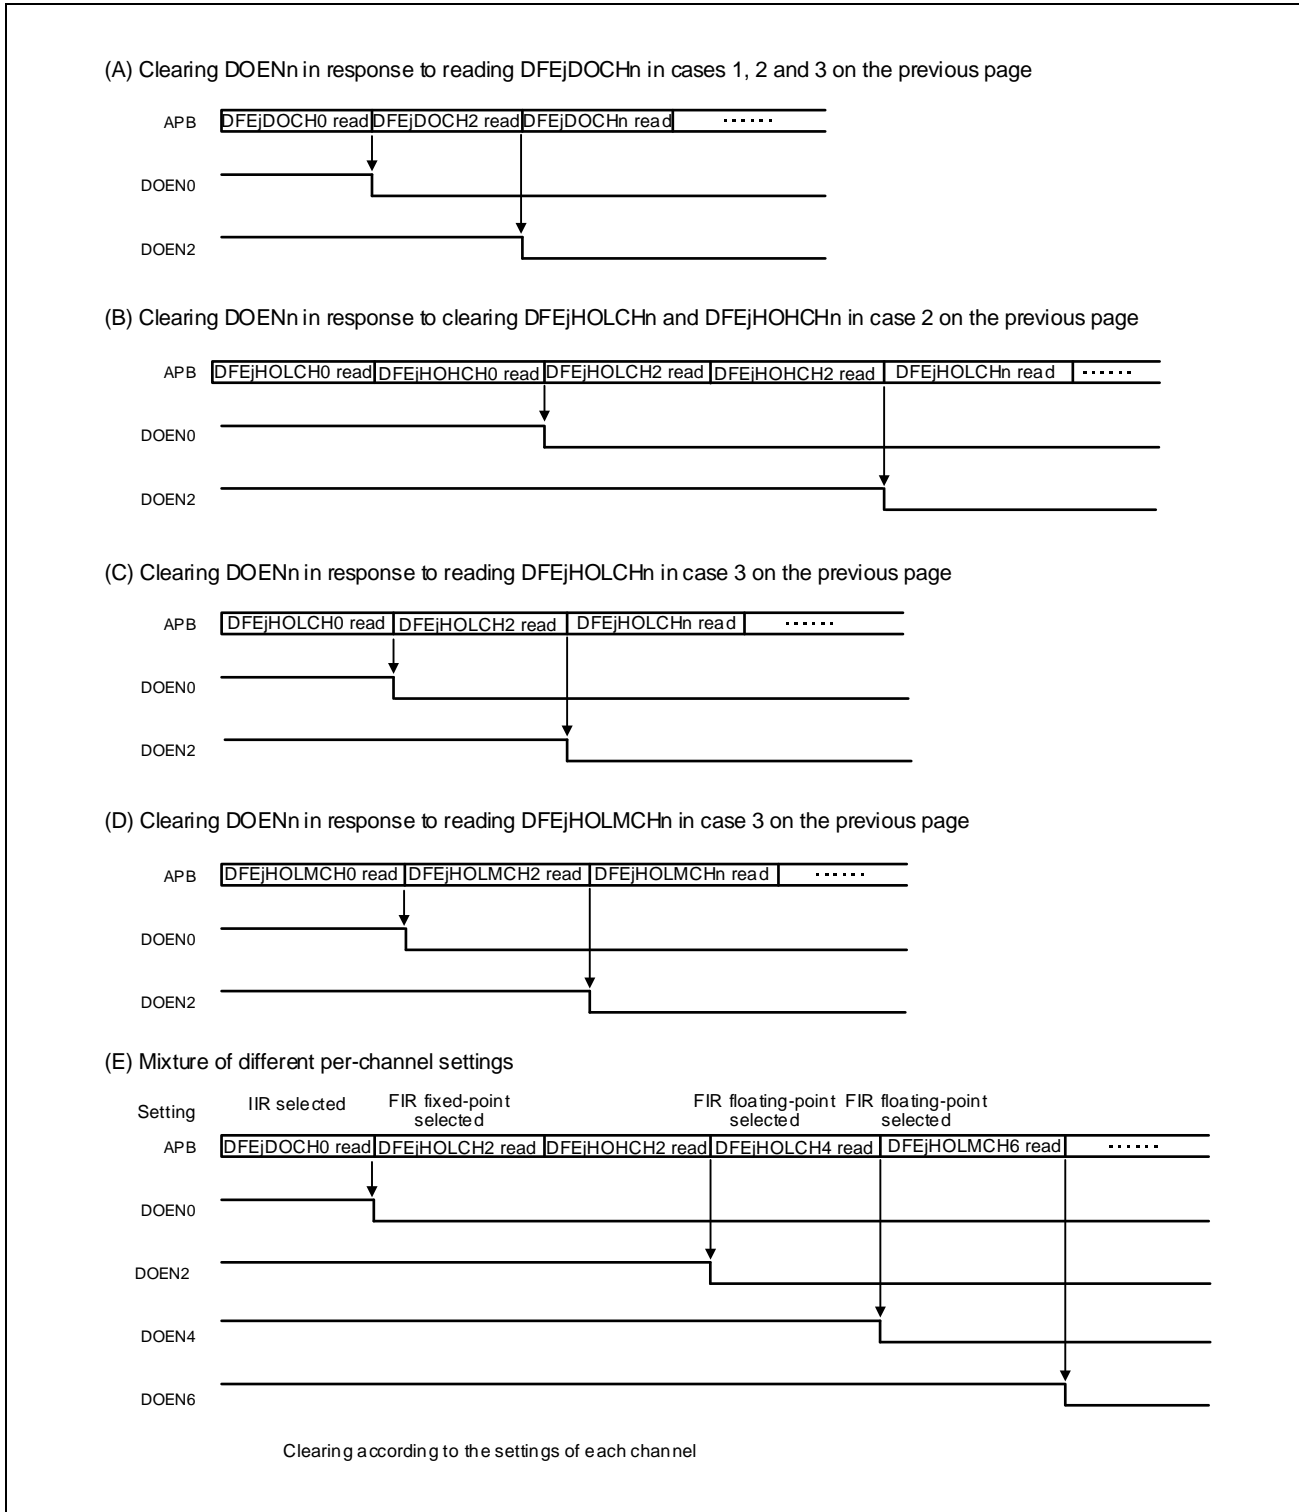 (A) Clearing DOENn in response to reading DFEjDOCHn in cases 1, 2 and 3 on the previous page
APB DFEjDOCH0 read DFEjDOCH2 read DFEjDOCHn read ······
DOEN0
DOEN2
(B) Clearing DOENn in response to clearing DFEjHOLCHn and DFEjHOHCHn in case 2 on the previous page
APB DFEjHOLCH0 read DFEjHOHCH0 read DFEjHOLCH2 read DFEjHOHCH2 read DFEjHOLCHn read ······
DOEN0
DOEN2
(C) Clearing DOENn in response to reading DFEjHOLCHn in case 3 on the previous page
APB DFEjHOLCH0 read DFEjHOLCH2 read DFEjHOLCHn read ······
DOEN0
DOEN2
(D) Clearing DOENn in response to reading DFEjHOLMCHn in case 3 on the previous page
APB DFEjHOLMCH0 read DFEjHOLMCH2 read DFEjHOLMCHn read ······
DOEN0
DOEN2
(E) Mixture of different per-channel settings
Setting IIR selected FIR fixed-point FIR floating-point FIR floating-point
selected selected selected
APB DFEjDOCH0 read DFEjHOLCH2 read DFEjHOHCH2 read DFEjHOLCH4 read DFEjHOLMCH6 read ······
DOEN0
DOEN2
DOEN4
DOEN6
Clearing according to the settings of each channel